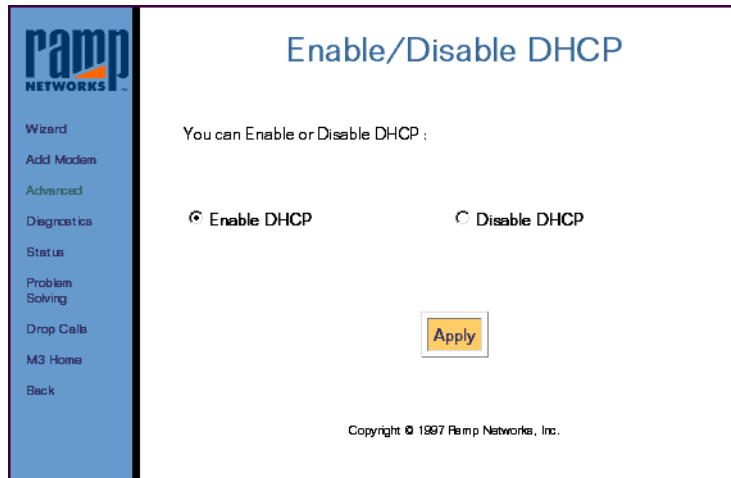 ramp
NETWORKS
Enable/Disable DHCP
Wizard
Add Modem
Advanced
Diagnostics
Status
Problem
Solving
Drop Calls
M3 Home
Back
You can Enable or Disable DHCP :
Enable DHCP
Disable DHCP
Apply
Copyright © 1997 Ramp Networks, Inc.